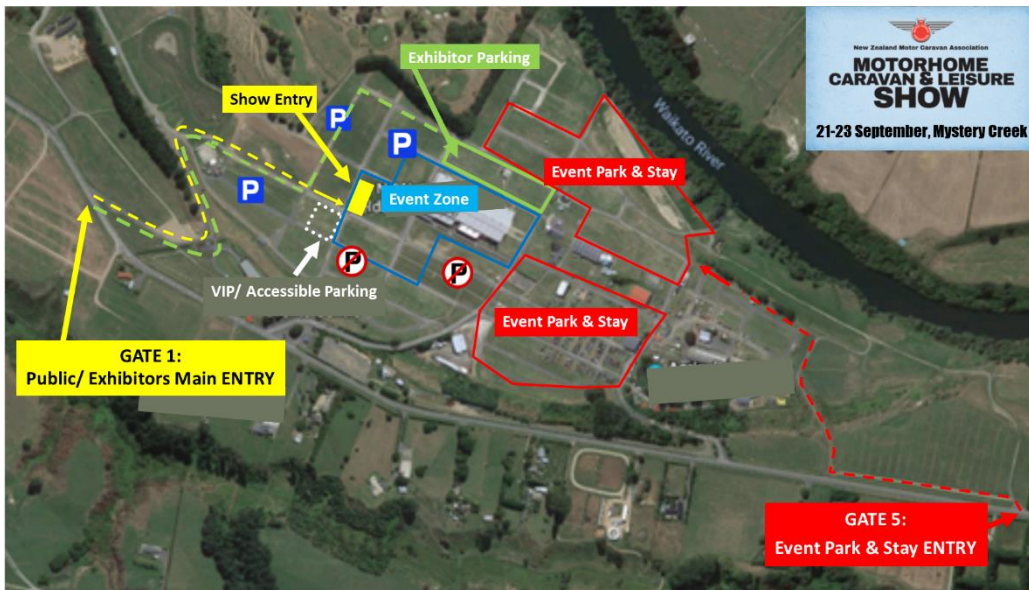 New Zealand Motor Caravan Association
MOTORHOME
CARAVAN & LEISURE
SHOW
21-23 September, Mystery Creek
Exhibitor Parking
Show Entry
P
P
P
Waikato River
Event Park & Stay
Event Zone
P
P
VIP/ Accessible Parking
Event Park & Stay
GATE 1:
Public/ Exhibitors Main ENTRY
GATE 5:
Event Park & Stay ENTRY